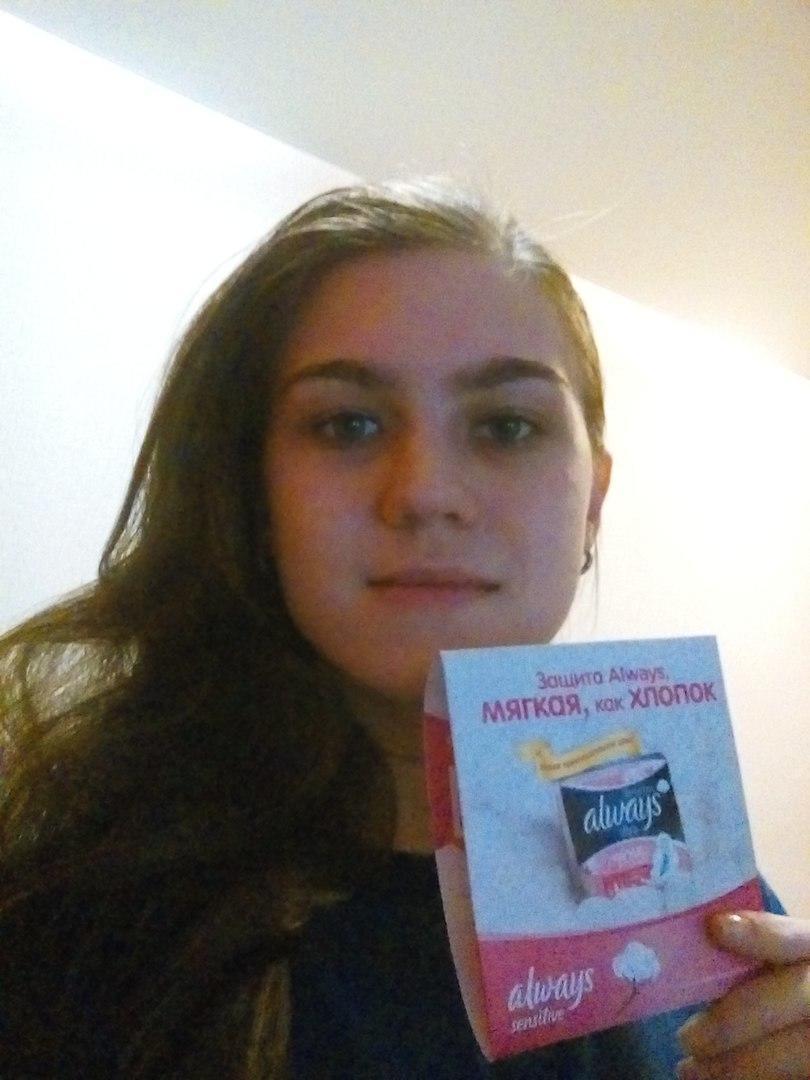 Защита Always,
мягкая, как хлопок
always
always
sensitive